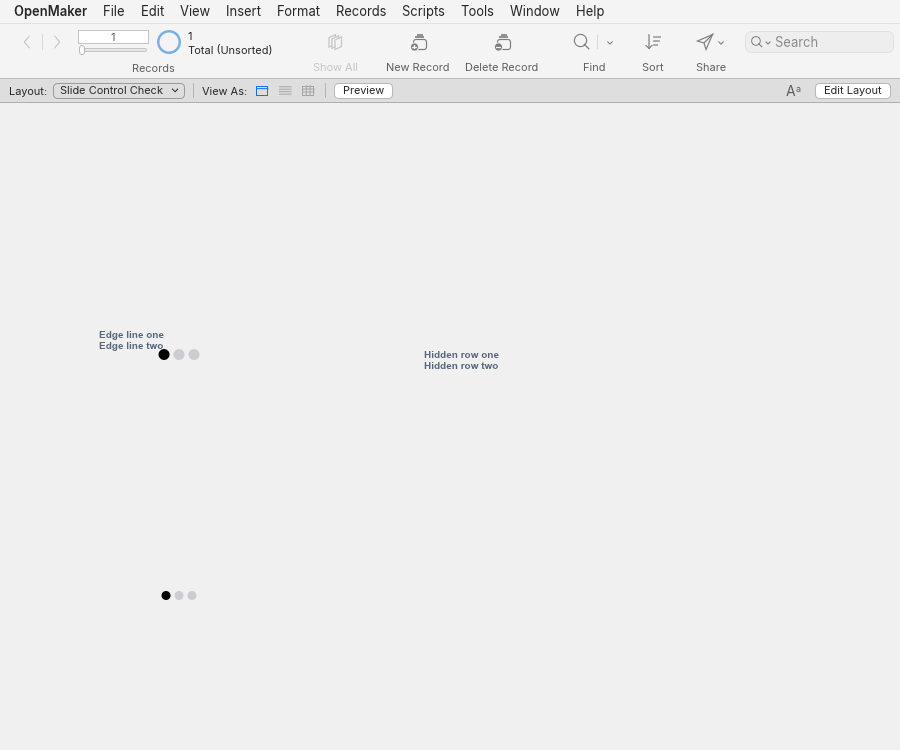 OpenMaker File Edit View Insert Format Records Scripts Tools Window Help
1
1
Total (Unsorted)
Records
Show All
New Record
Delete Record
Find
Sort
Share
Search
Layout: Slide Control Check View As: Preview Aa Edit Layout
Edge line one
Edge line two
Hidden row one
Hidden row two